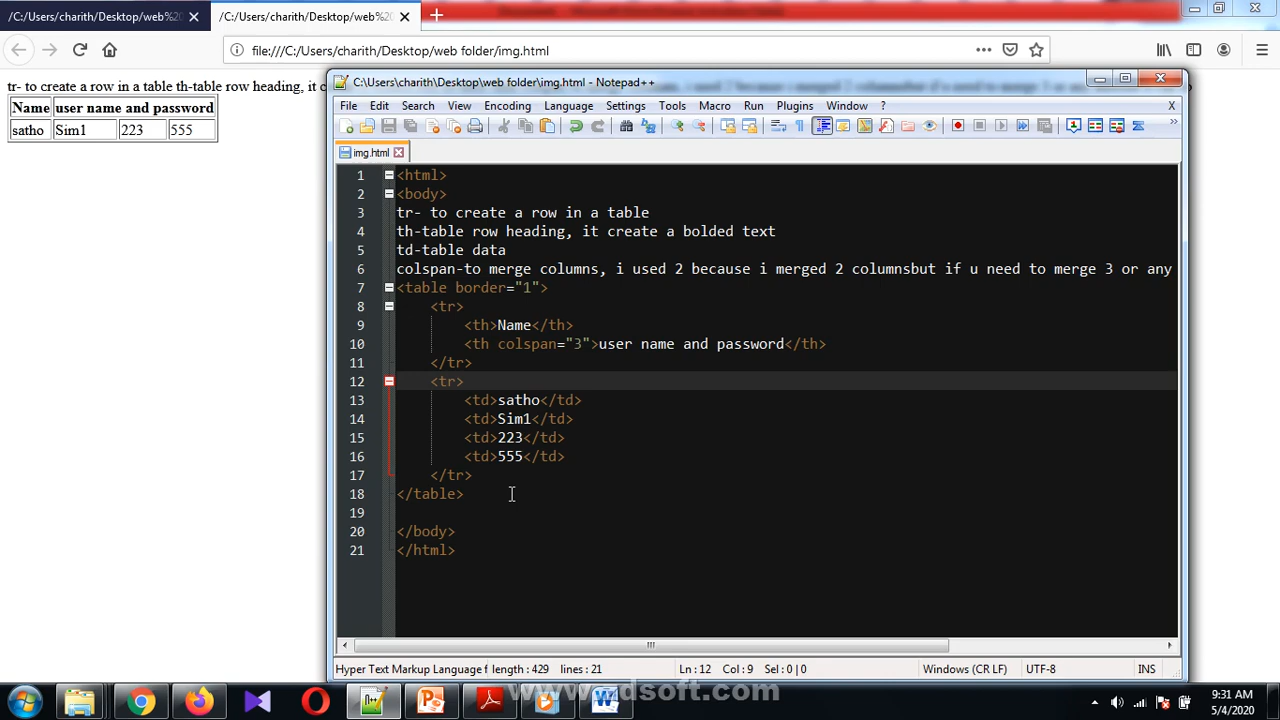 /C:/Users/charith/Desktop/web%20
/C:/Users/charith/Desktop/web%20
file:///C:/Users/charith/Desktop/web folder/img.html
tr- to create a row in a table th-table row heading, it c
Name user name and password
satho Sim1 223 555
C:\Users\charith\Desktop\web folder\img.html - Notepad++
File Edit Search View Encoding Language Settings Tools Macro Run Plugins Window ? X
img.html
1 <html>
2 <body>
3 tr- to create a row in a table
4 th-table row heading, it create a bolded text
5 td-table data
6 colspan-to merge columns, i used 2 because i merged 2 columnsbut if u need to merge 3 or any
7 <table border="1">
8 <tr>
9 <th>Name</th>
10 <th colspan="3">user name and password</th>
11 </tr>
12 <tr>
13 <td>satho</td>
14 <td>Sim1</td>
15 <td>223</td>
16 <td>555</td>
17 </tr>
18 </table>
19
20 </body>
21 </html>
Hyper Text Markup Language f length : 429 lines : 21 Ln : 12 Col : 9 Sel : 0 | 0 Windows (CR LF) UTF-8 INS
9:31 AM
5/4/2020